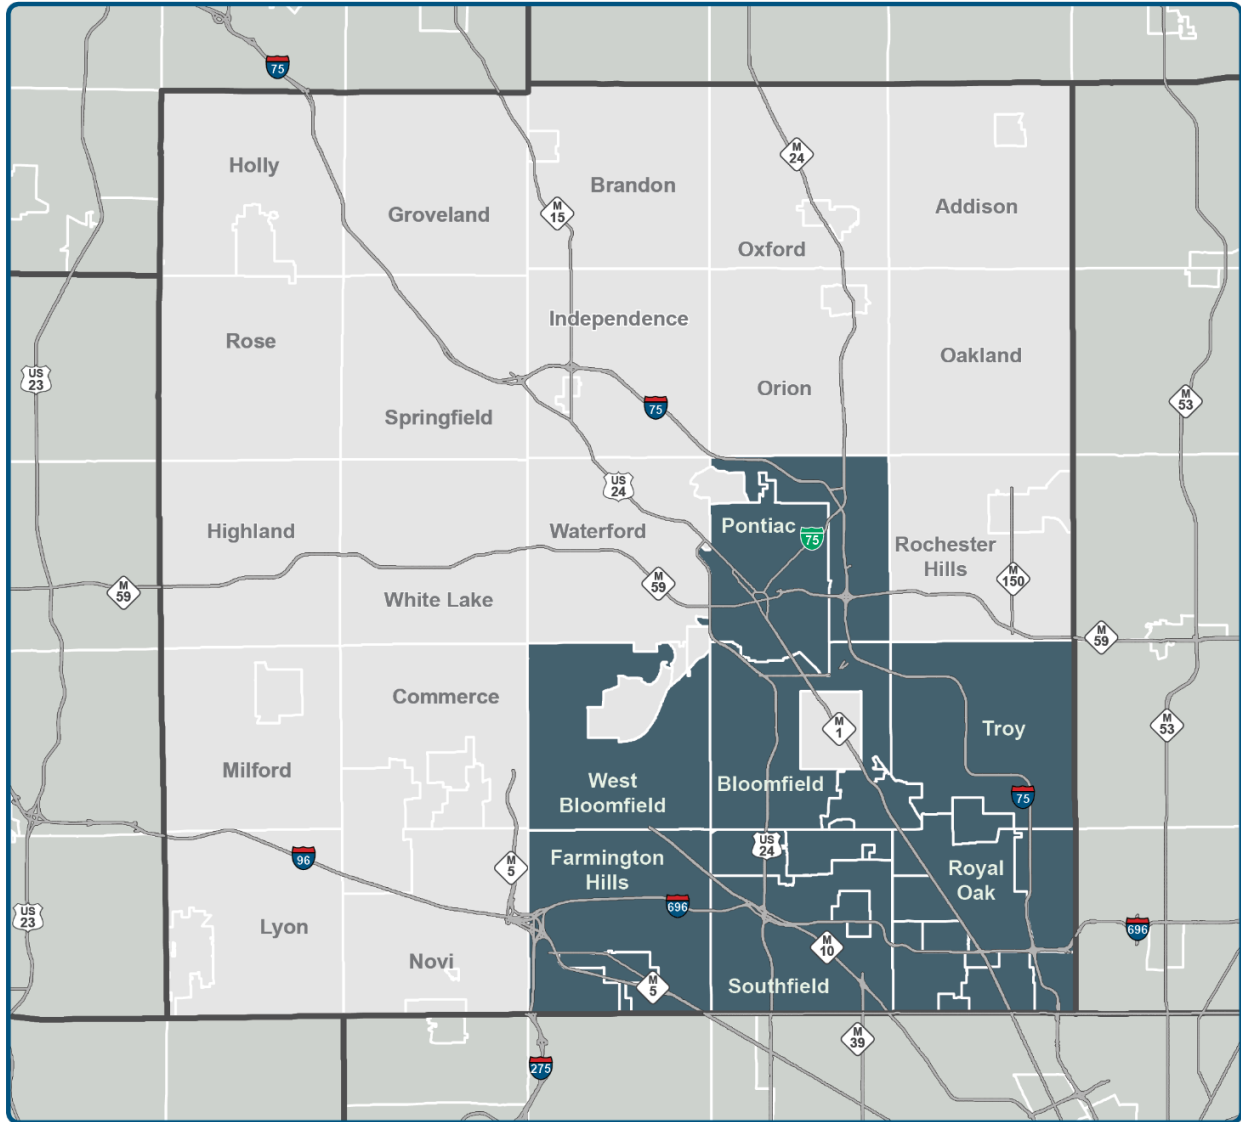 75
M
24
Holly
Brandon
Addison
Groveland
M
15
Oxford
Independence
Rose
Oakland
US
23
Orion
M
53
75
Springfield
US
24
Pontiac
75
Highland
Waterford
Rochester
Hills
M
59
M
59
M
150
White Lake
M
59
Commerce
M
1
Troy
M
53
Milford
West
Bloomfield
Bloomfield
75
96
M
5
Farmington
Hills
US
24
Royal
Oak
US
23
Lyon
696
M
10
696
Novi
M
5
Southfield
M
39
275